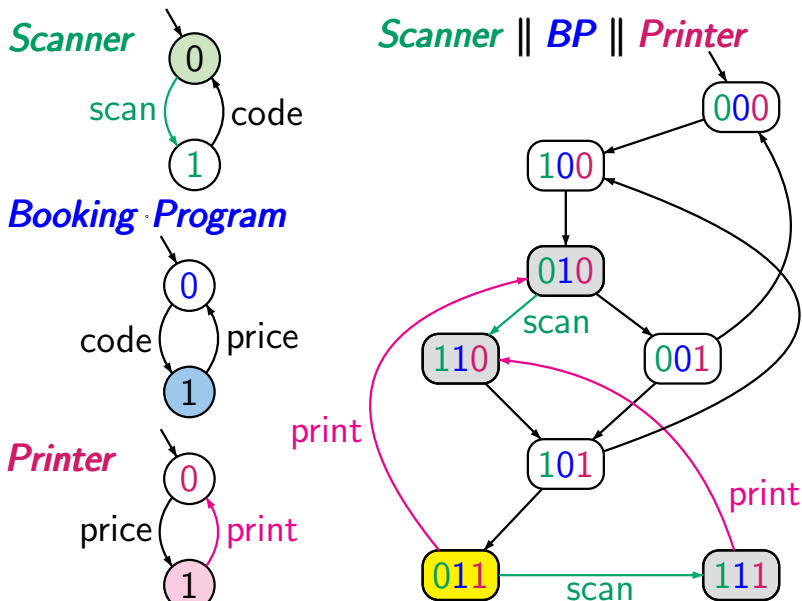 Scanner
0
scan
code
1
Booking Program
0
code
price
1
Printer
0
price
print
1
Scanner || BP || Printer
000
100
010
scan
110
001
print
101
print
011
scan
111